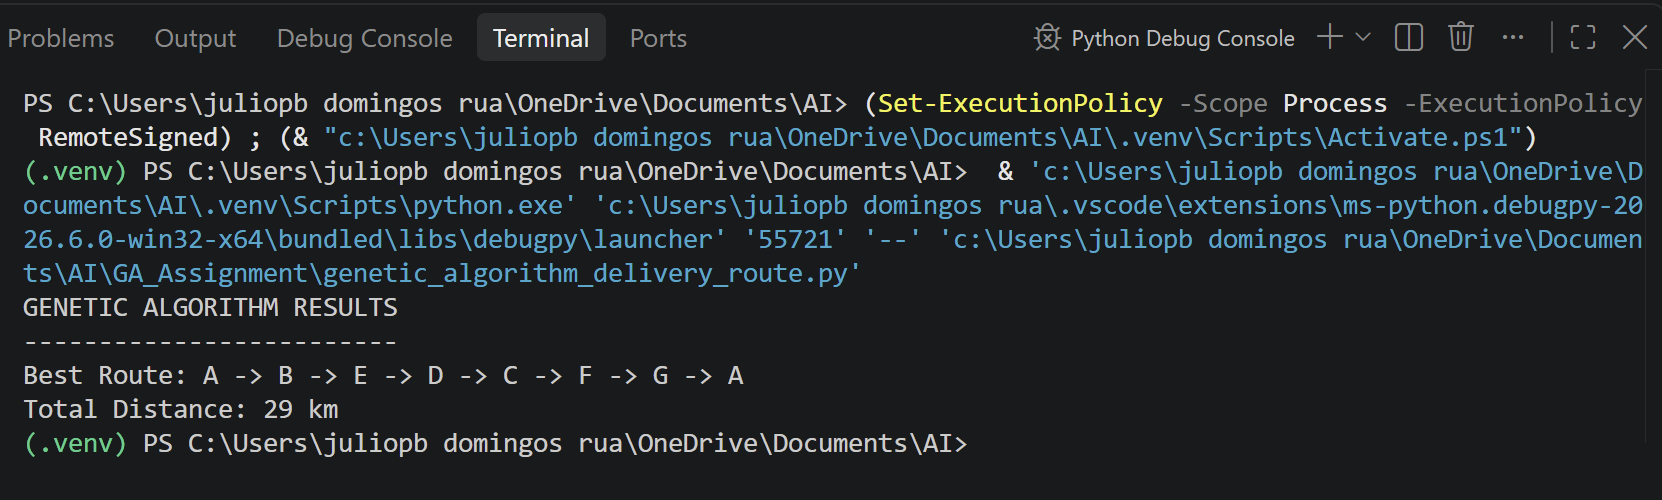 Problems Output Debug Console Terminal Ports Python Debug Console
PS C:\Users\juliopb domingos rua\OneDrive\Documents\AI> (Set-ExecutionPolicy -Scope Process -ExecutionPolicy
 RemoteSigned) ; (& "c:\Users\juliopb domingos rua\OneDrive\Documents\AI\.venv\Scripts\Activate.ps1")
(.venv) PS C:\Users\juliopb domingos rua\OneDrive\Documents\AI>  & 'c:\Users\juliopb domingos rua\OneDrive\D
ocuments\AI\.venv\Scripts\python.exe' 'c:\Users\juliopb domingos rua\.vscode\extensions\ms-python.debugpy-20
26.6.0-win32-x64\bundled\libs\debugpy\launcher' '55721' '--' 'c:\Users\juliopb domingos rua\OneDrive\Documen
ts\AI\GA_Assignment\genetic_algorithm_delivery_route.py'
GENETIC ALGORITHM RESULTS
-------------------------
Best Route: A -> B -> E -> D -> C -> F -> G -> A
Total Distance: 29 km
(.venv) PS C:\Users\juliopb domingos rua\OneDrive\Documents\AI>